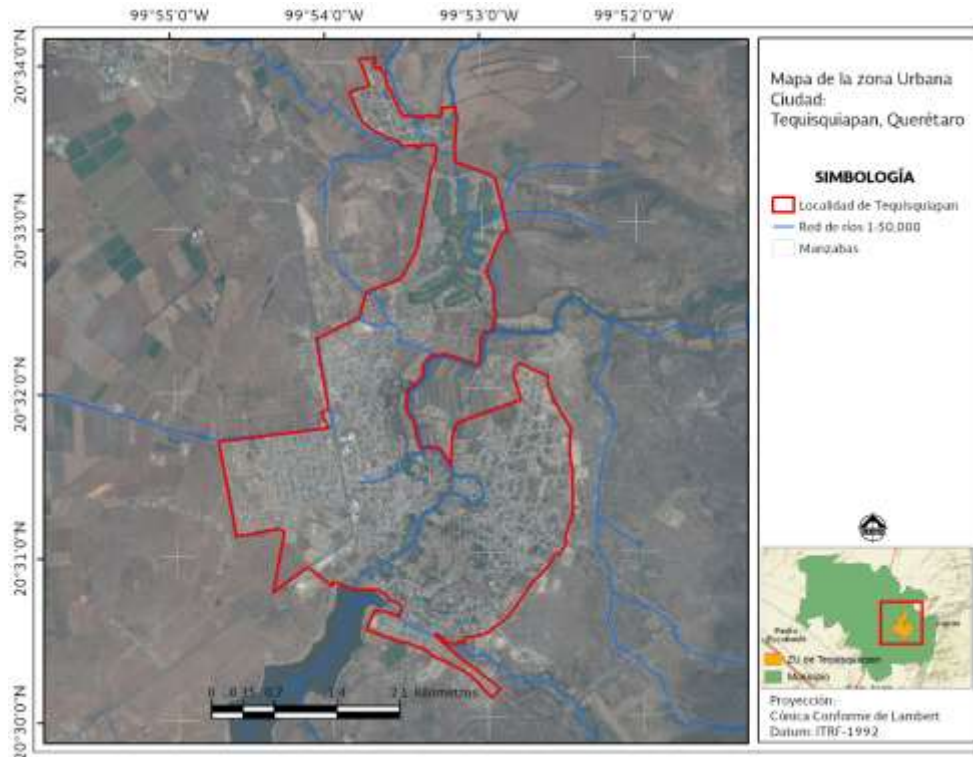 99°55'0"W 99°54'0"W 99°53'0"W 99°52'0"W
20°34'0"N
20°33'0"N
20°32'0"N
20°31'0"N
20°30'0"N
0 0.35 0.7 1.4 2.1 Kilómetros
Mapa de la zona Urbana
Ciudad:
Tequisquiapan, Querétaro
SIMBOLOGÍA
Localidad de Tequisquiapan
Red de ríos 1-50,000
Manzabas
ZU de Tequisquiapan
Municipio
Proyección:
Cónica Conforme de Lambert
Datum: ITRF-1992